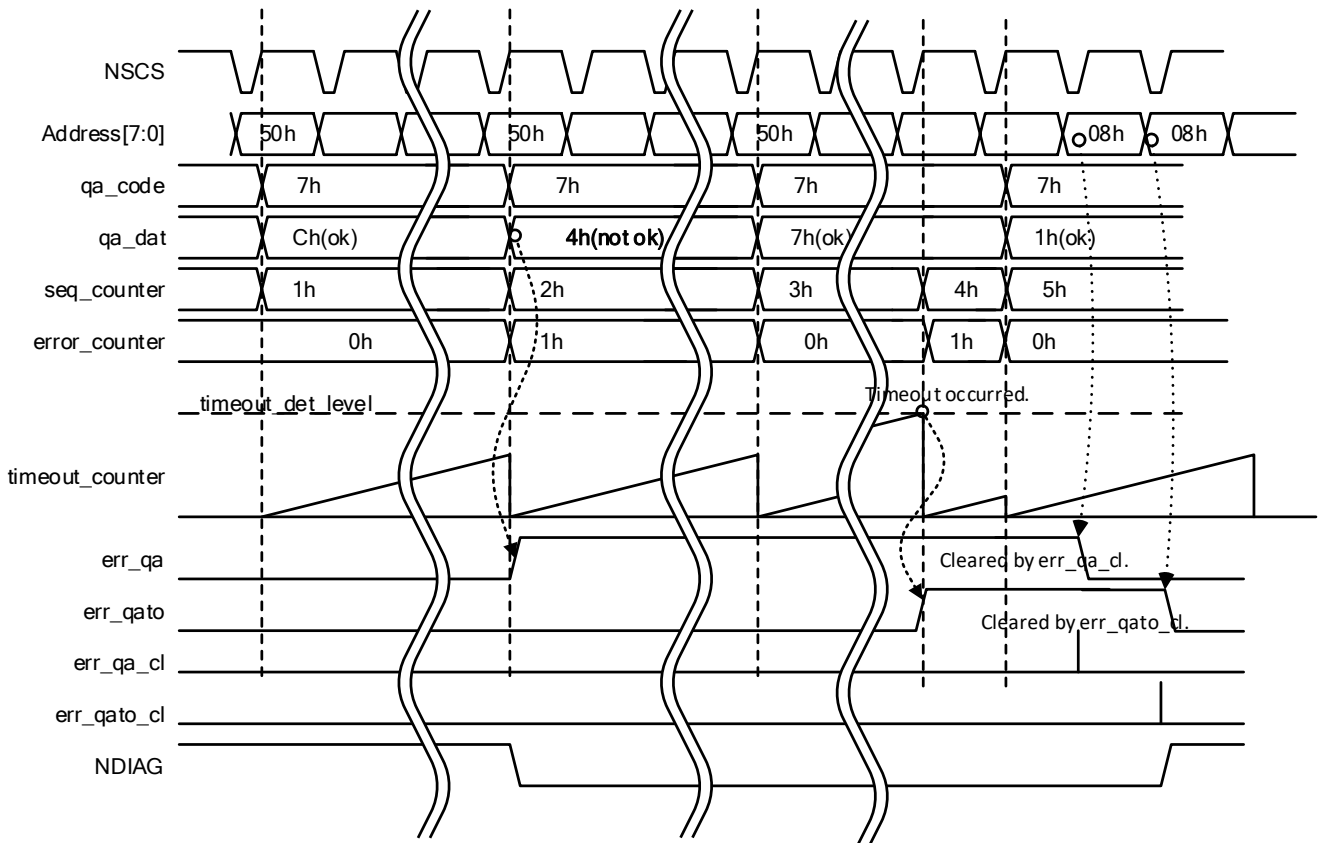 NSCS
Address[7:0] 50h 50h 50h 08h 08h
qa_code 7h 7h 7h 7h
qa_dat Ch(ok) 4h(not ok) 7h(ok) 1h(ok)
seq_counter 1h 2h 3h 4h 5h
error_counter 0h 1h 0h 1h 0h
timeout_det_level Timeout occurred.
timeout_counter
err_qa Cleared by err_qa_cl.
err_qato Cleared by err_qato_cl.
err_qa_cl
err_qato_cl
NDIAG